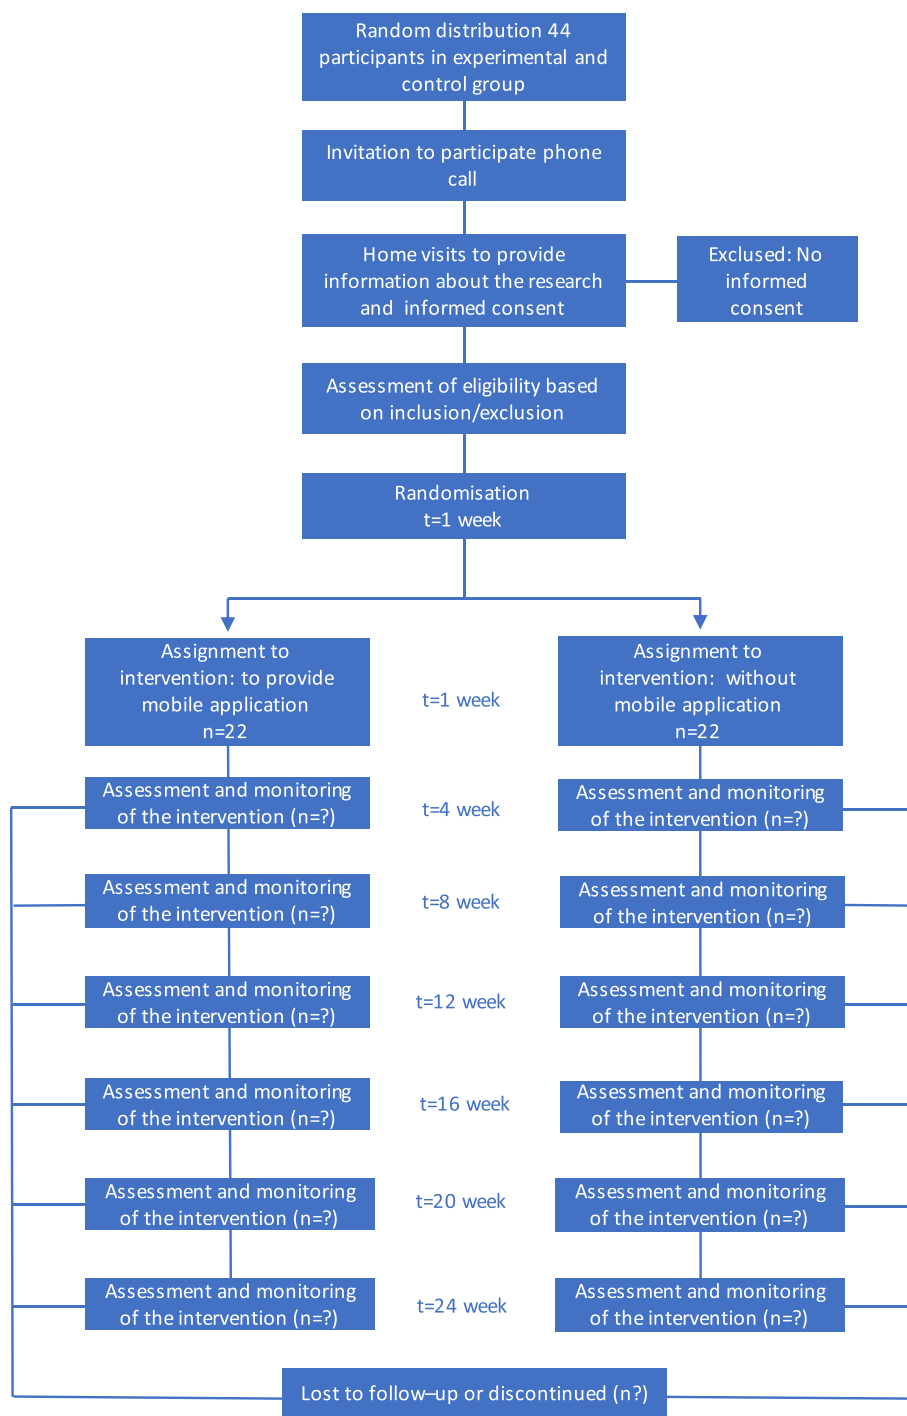 Random distribution 44
participants in experimental and
control group
Invitation to participate phone
call
Home visits to provide
information about the research
and informed consent
Exclused: No
informed
consent
Assessment of eligibility based
on inclusion/exclusion
Randomisation
t=1 week
Assignment to
intervention: to provide
mobile application
n=22
t=1 week
Assignment to
intervention: without
mobile application
n=22
Assessment and monitoring
of the intervention (n=?)
t=4 week
Assessment and monitoring
of the intervention (n=?)
Assessment and monitoring
of the intervention (n=?)
t=8 week
Assessment and monitoring
of the intervention (n=?)
Assessment and monitoring
of the intervention (n=?)
t=12 week
Assessment and monitoring
of the intervention (n=?)
Assessment and monitoring
of the intervention (n=?)
t=16 week
Assessment and monitoring
of the intervention (n=?)
Assessment and monitoring
of the intervention (n=?)
t=20 week
Assessment and monitoring
of the intervention (n=?)
Assessment and monitoring
of the intervention (n=?)
t=24 week
Assessment and monitoring
of the intervention (n=?)
Lost to follow–up or discontinued (n?)